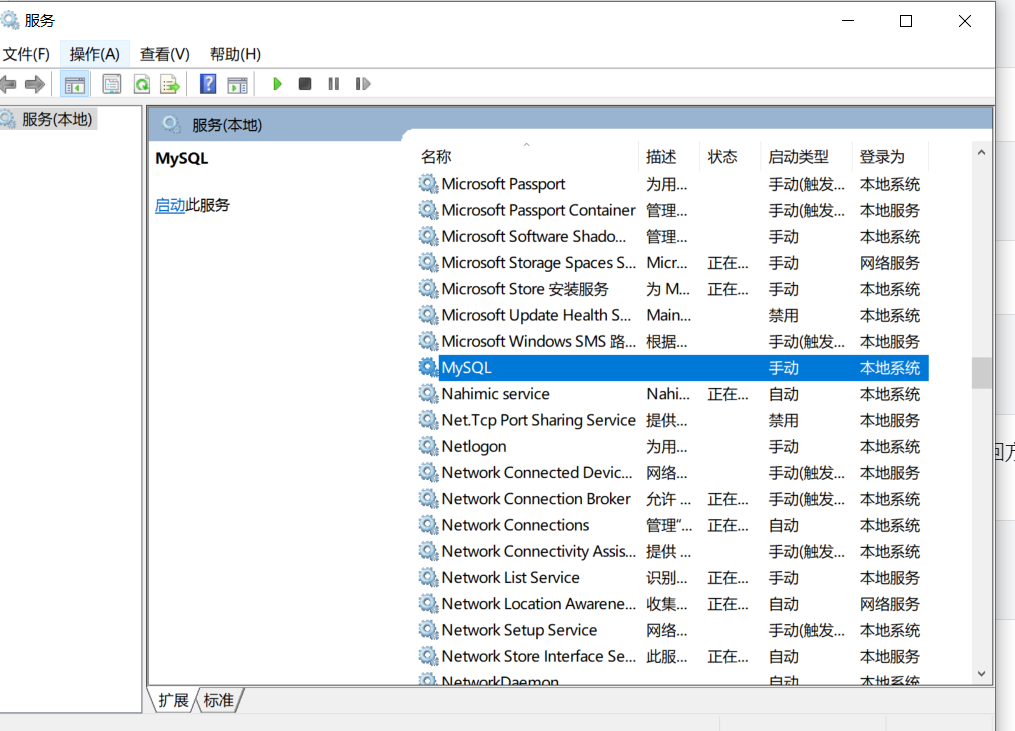 服务
文件(F) 操作(A) 查看(V) 帮助(H)
服务(本地)
服务(本地)
MySQL
启动此服务
名称 描述 状态 启动类型 登录为
Microsoft Passport 为用... 手动(触发... 本地系统
Microsoft Passport Container 管理... 手动(触发... 本地服务
Microsoft Software Shado... 管理... 手动 本地系统
Microsoft Storage Spaces S... Micr... 正在... 手动 网络服务
Microsoft Store 安装服务 为 M... 正在... 手动 本地系统
Microsoft Update Health S... Main... 禁用 本地系统
Microsoft Windows SMS 路... 根据... 手动(触发... 本地服务
MySQL 手动 本地系统
Nahimic service Nahi... 正在... 自动 本地系统
Net.Tcp Port Sharing Service 提供... 禁用 本地服务
Netlogon 为用... 手动 本地系统
Network Connected Devic... 网络... 手动(触发... 本地服务
Network Connection Broker 允许 ... 正在... 手动(触发... 本地系统
Network Connections 管理“... 正在... 自动 本地系统
Network Connectivity Assis... 提供 ... 手动(触发... 本地系统
Network List Service 识别... 正在... 手动 本地服务
Network Location Awarene... 收集... 正在... 自动 网络服务
Network Setup Service 网络... 手动(触发... 本地系统
Network Store Interface Se... 此服... 正在... 自动 本地服务
NetworkDaemon 自动 本地系统
扩展 标准